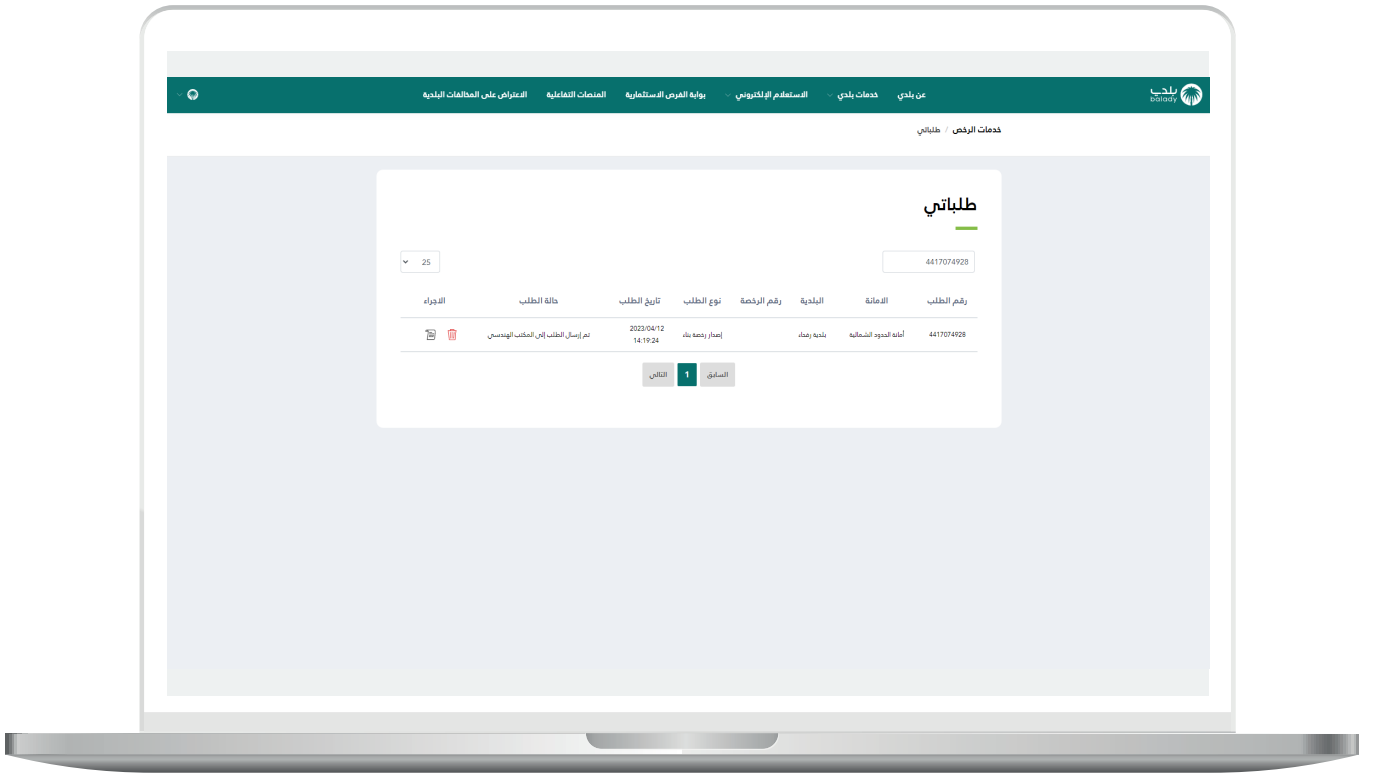 بلدي
balady
عن بلدي خدمات بلدي الاستعلام الإلكتروني بوابة الفرص الاستثمارية المنصات التفاعلية الاعتراض على المخالفات البلدية
خدمات الرخص / طلباتي
طلباتي
4417074928 25
رقم الطلب الامانة البلدية رقم الرخصة نوع الطلب تاريخ الطلب حالة الطلب الاجراء
4417074928 أمانة الحدود الشمالية بلدية رفحاء إصدار رخصة بناء 2023/04/12 تم إرسال الطلب إلى المكتب الهندسي
14:19:24
السابق 1 التالي